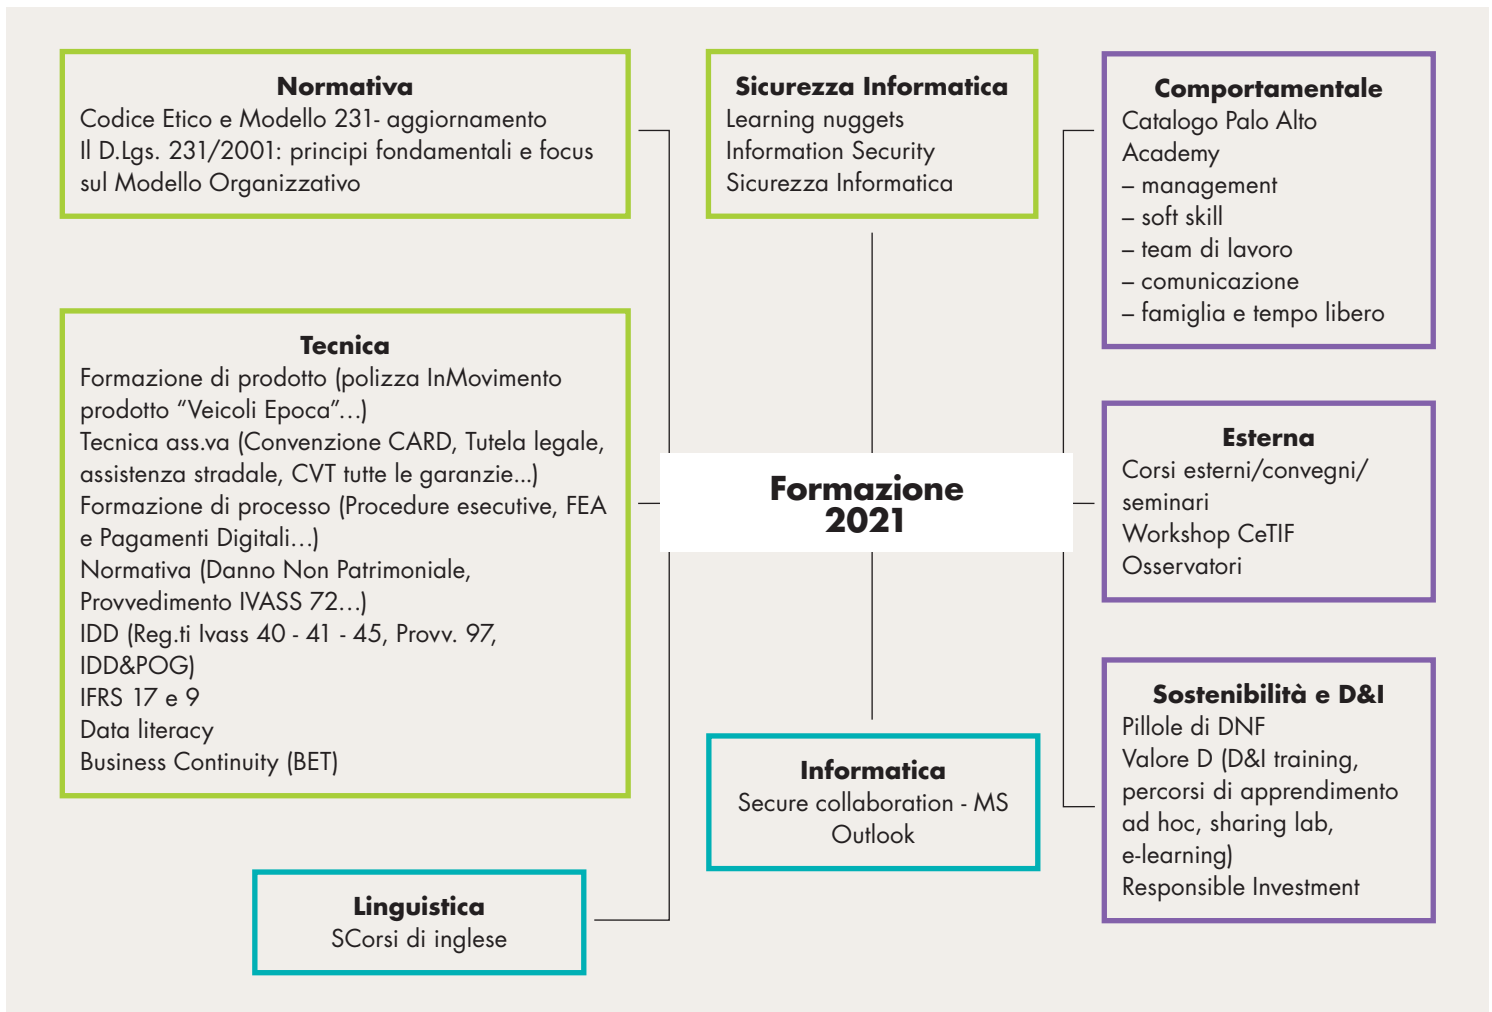 Normativa
Codice Etico e Modello 231- aggiornamento
Il D.Lgs. 231/2001: principi fondamentali e focus
sul Modello Organizzativo
Sicurezza Informatica
Learning nuggets
Information Security
Sicurezza Informatica
Comportamentale
Catalogo Palo Alto
Academy
– management
– soft skill
– team di lavoro
– comunicazione
– famiglia e tempo libero
Tecnica
Formazione di prodotto (polizza InMovimento
prodotto “Veicoli Epoca”…)
Tecnica ass.va (Convenzione CARD, Tutela legale,
assistenza stradale, CVT tutte le garanzie...)
Formazione di processo (Procedure esecutive, FEA
e Pagamenti Digitali…)
Normativa (Danno Non Patrimoniale,
Provvedimento IVASS 72…)
IDD (Reg.ti Ivass 40 - 41 - 45, Provv. 97,
IDD&POG)
IFRS 17 e 9
Data literacy
Business Continuity (BET)
Formazione
2021
Esterna
Corsi esterni/convegni/
seminari
Workshop CeTIF
Osservatori
Sostenibilità e D&I
Pillole di DNF
Valore D (D&I training,
percorsi di apprendimento
ad hoc, sharing lab,
e-learning)
Responsible Investment
Informatica
Secure collaboration - MS
Outlook
Linguistica
SCorsi di inglese